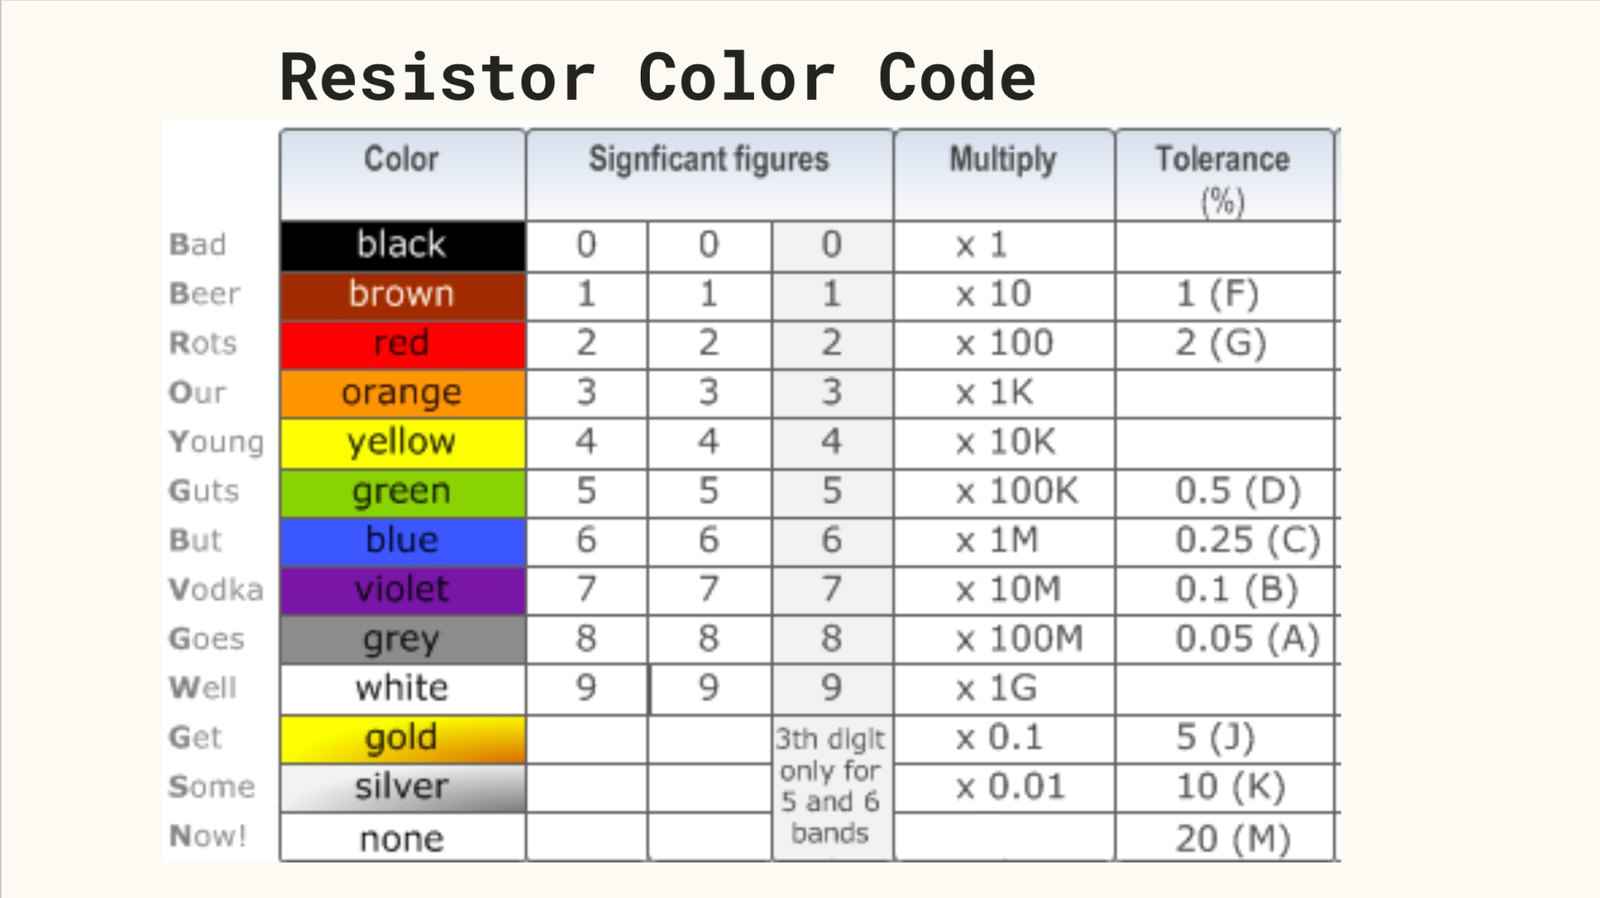 Resistor Color Code
Color Signficant figures Multiply Tolerance
(%)
Bad black 0 0 0 x 1
Beer brown 1 1 1 x 10 1 (F)
Rots red 2 2 2 x 100 2 (G)
Our orange 3 3 3 x 1K
Young yellow 4 4 4 x 10K
Guts green 5 5 5 x 100K 0.5 (D)
But blue 6 6 6 x 1M 0.25 (C)
Vodka violet 7 7 7 x 10M 0.1 (B)
Goes grey 8 8 8 x 100M 0.05 (A)
Well white 9 9 9 x 1G
Get gold x 0.1 5 (J)
Some silver x 0.01 10 (K)
Now! none 20 (M)
3th digit
only for
5 and 6
bands